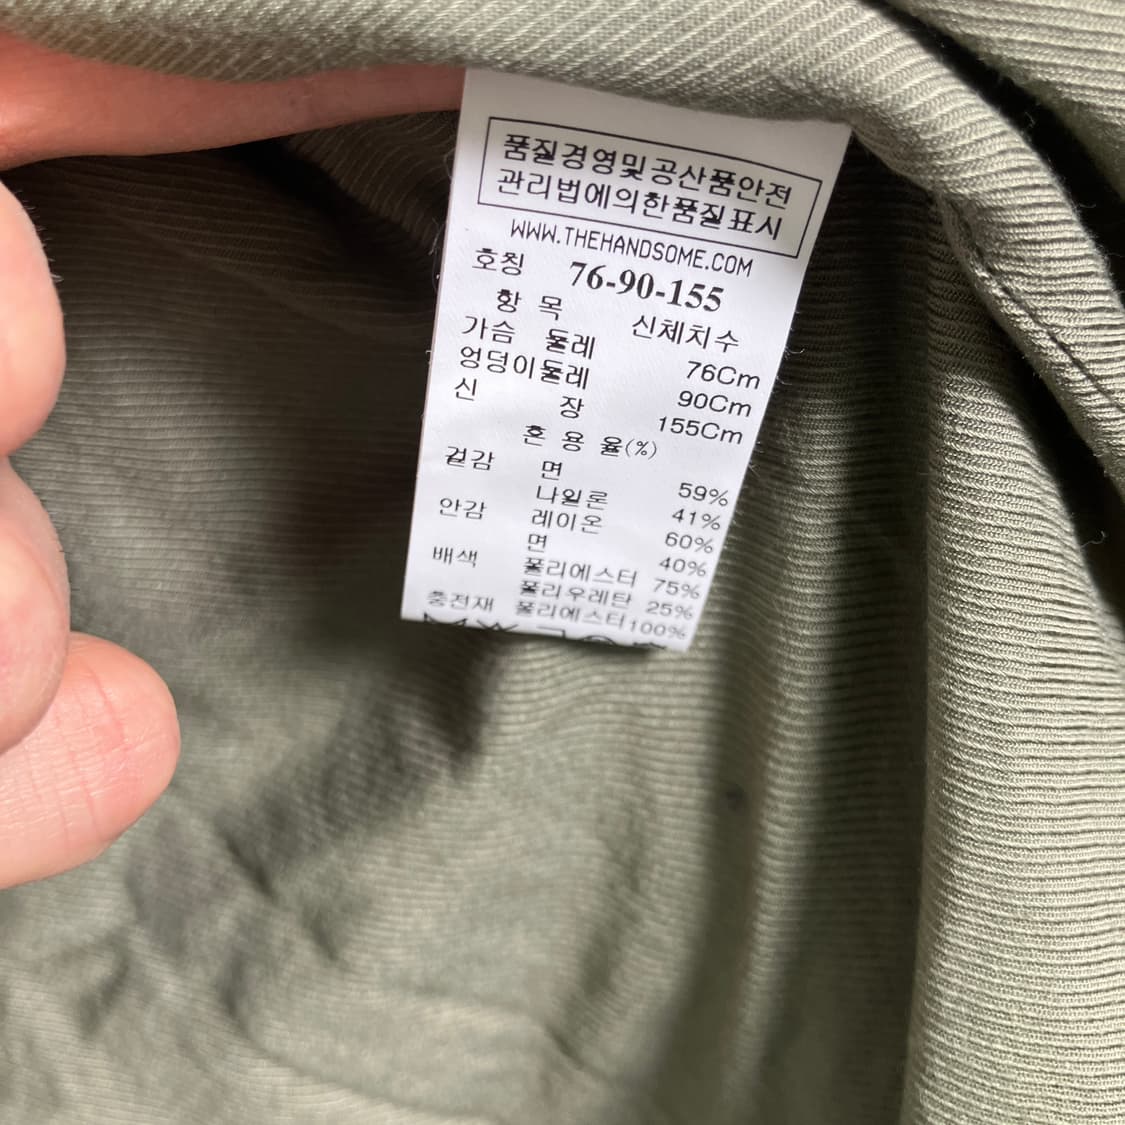 품질경영및공산품안전
관리법에의한품질표시
WWW.THEHANDSOME.COM
호칭 76-90-155
항 목 신체치수
가슴 둘레 76Cm
엉덩이둘레 90Cm
신 장 155Cm
혼 용 율(%)
겉감 면 59%
나일론 41%
안감 레이온 60%
면 40%
배색 폴리에스터 75%
폴리우레탄 25%
충전재 폴리에스터100%